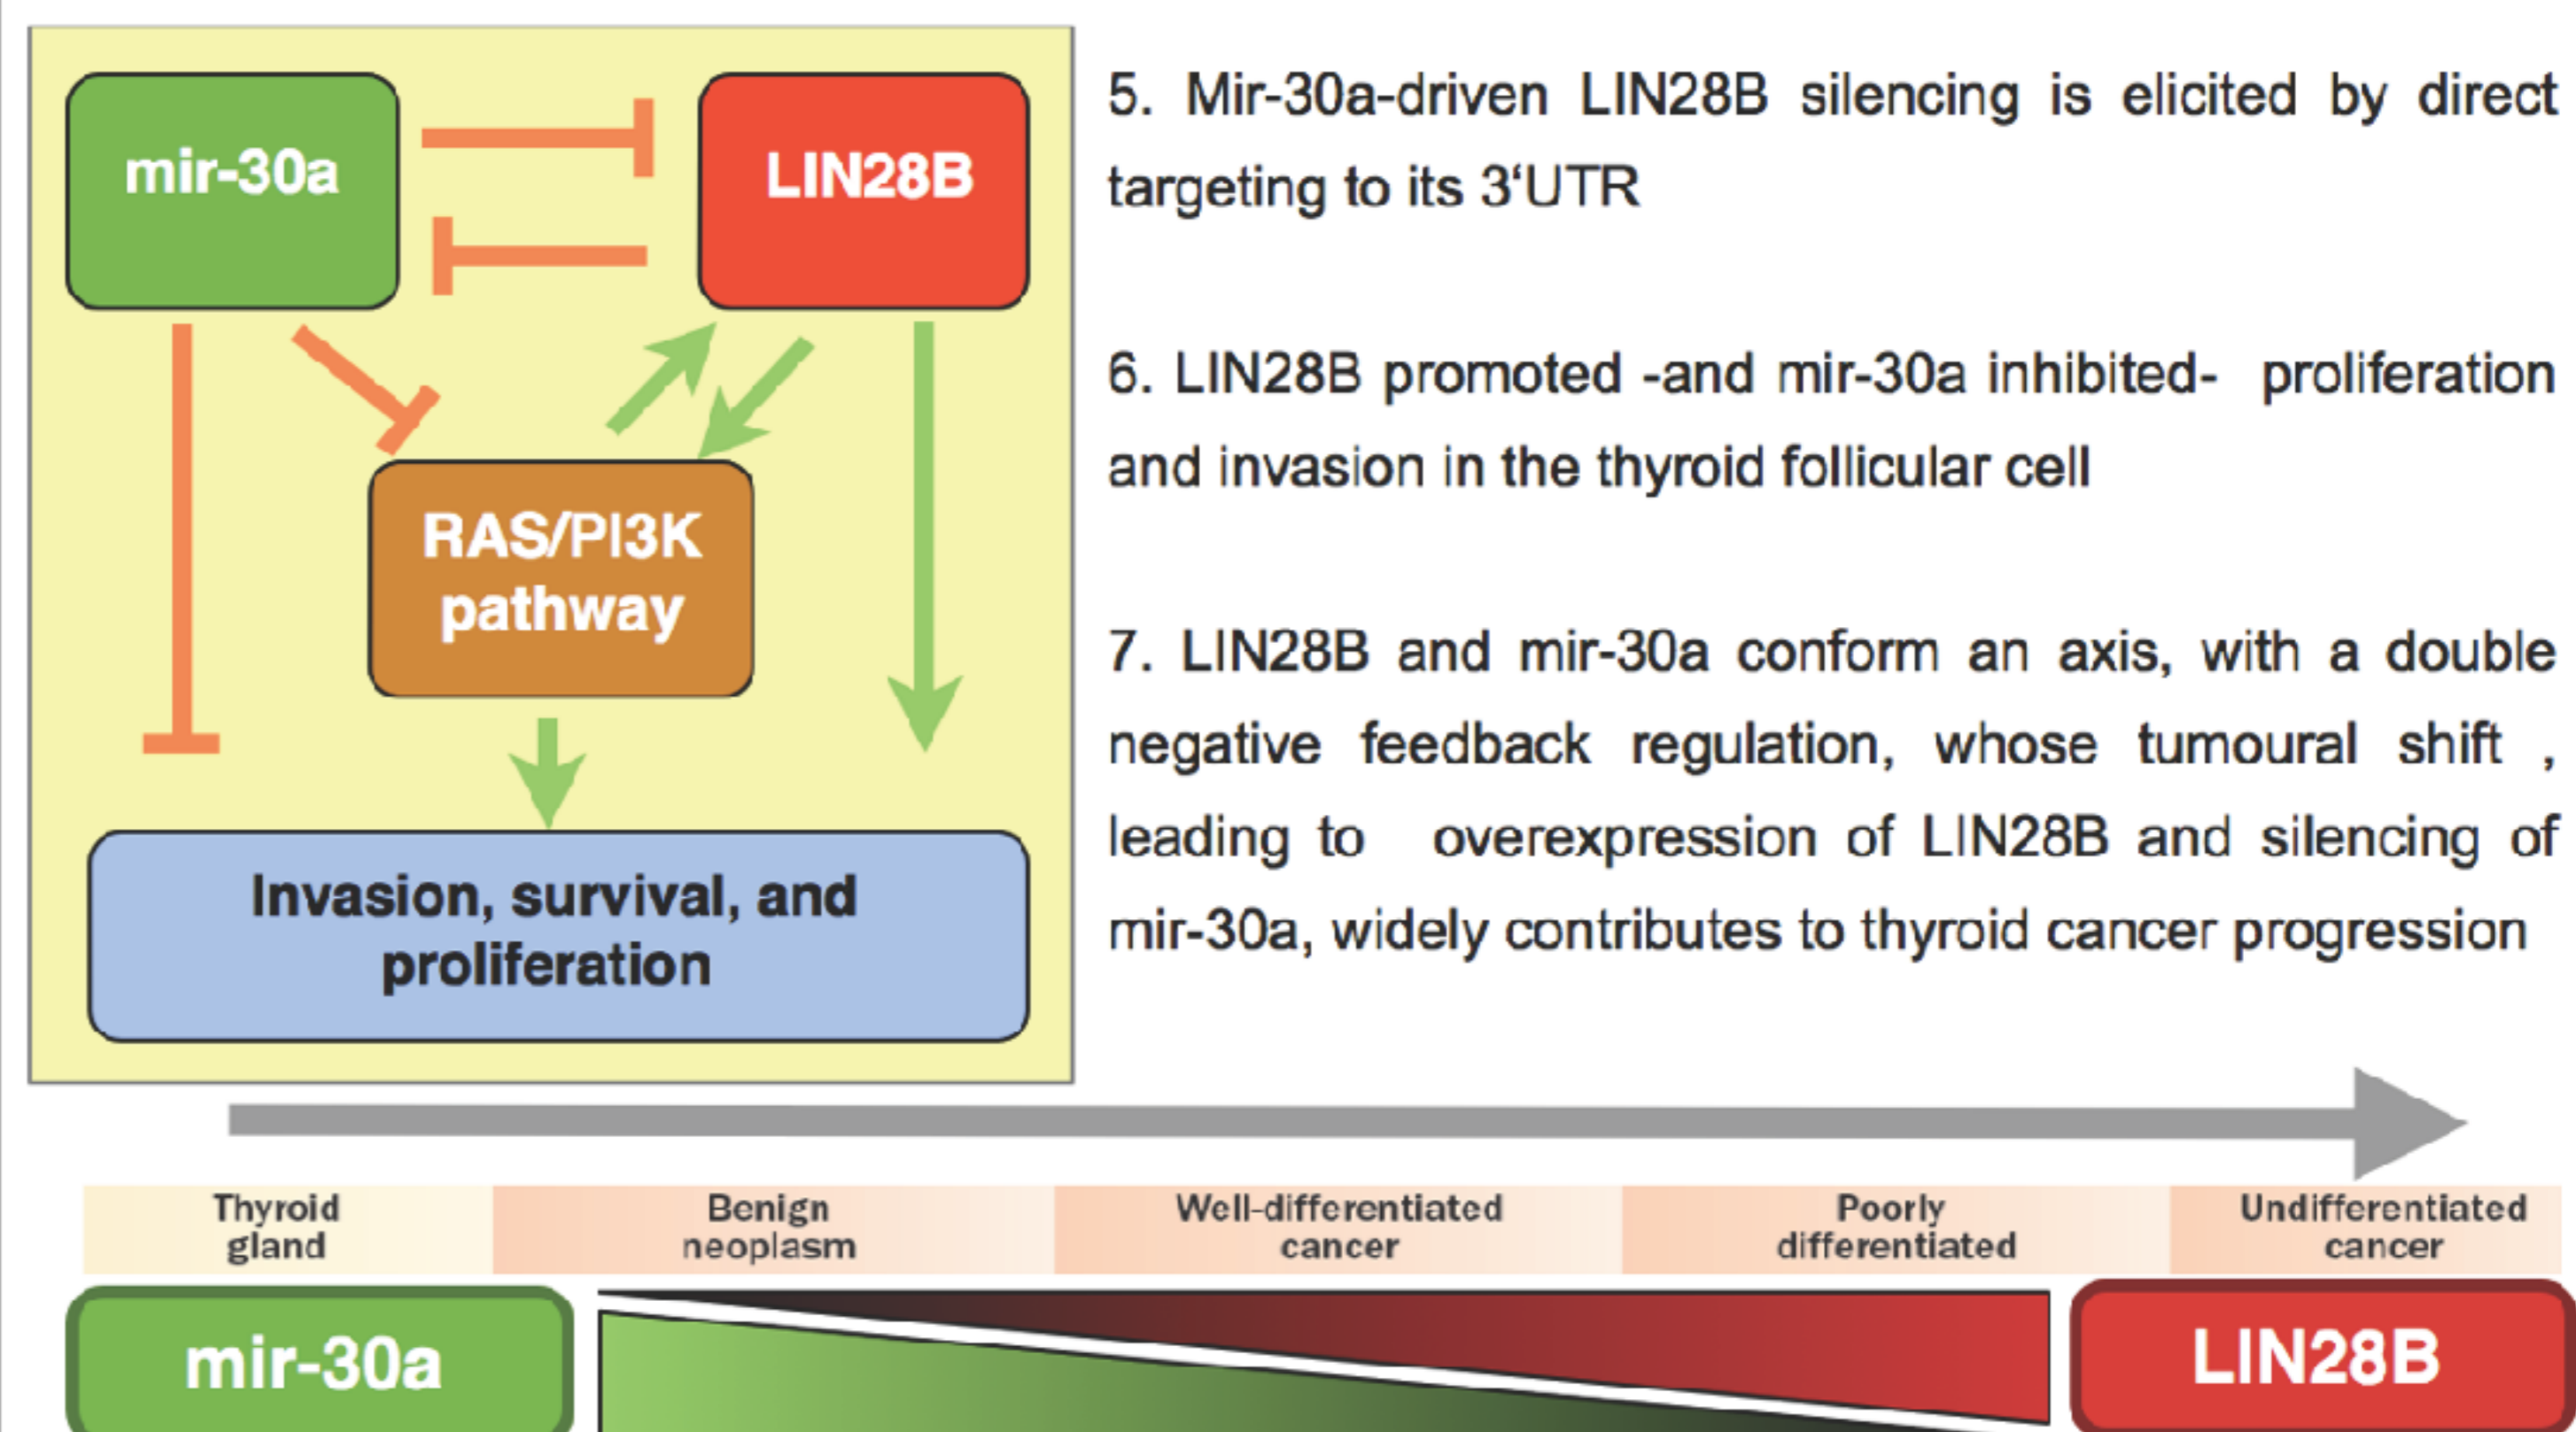 mir-30a
LIN28B
RAS/PI3K
pathway
Invasion, survival, and
proliferation
5. Mir-30a-driven LIN28B silencing is elicited by direct
targeting to its 3‘UTR
6. LIN28B promoted -and mir-30a inhibited- proliferation
and invasion in the thyroid follicular cell
7. LIN28B and mir-30a conform an axis, with a double
negative feedback regulation, whose tumoural shift ,
leading to overexpression of LIN28B and silencing of
mir-30a, widely contributes to thyroid cancer progression
Thyroid
gland
Benign
neoplasm
Well-differentiated
cancer
Poorly
differentiated
Undifferentiated
cancer
mir-30a
LIN28B